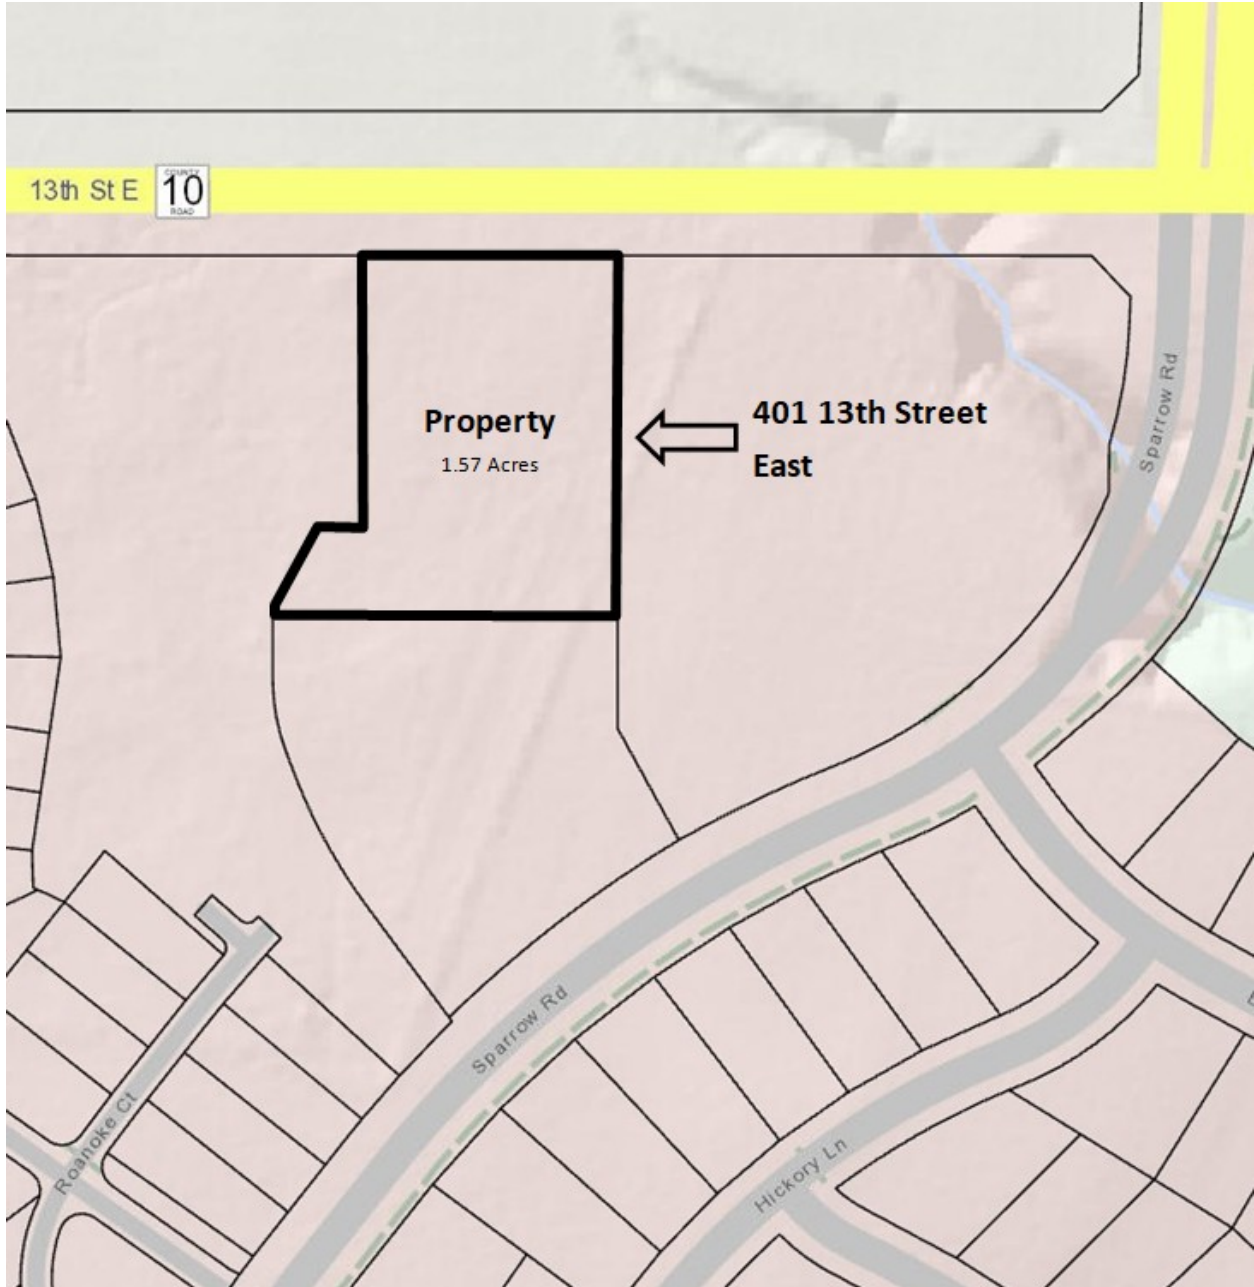 13th St E
COUNTY
10
ROAD
Sparrow Rd
Property
1.57 Acres
401 13th Street
East
Sparrow Rd
Roanoke Ct
Hickory Ln